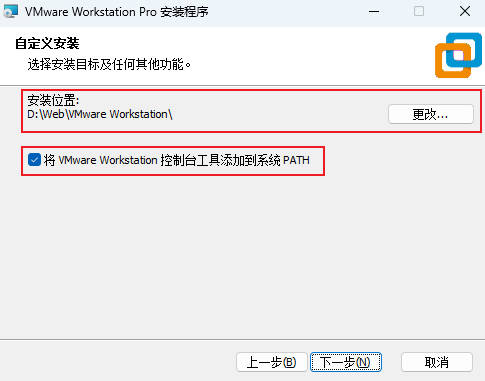 VMware Workstation Pro 安装程序
自定义安装
选择安装目标及任何其他功能。
安装位置:
D:\Web\VMware Workstation\
更改...
将 VMware Workstation 控制台工具添加到系统 PATH
上一步(B) 下一步(N) 取消